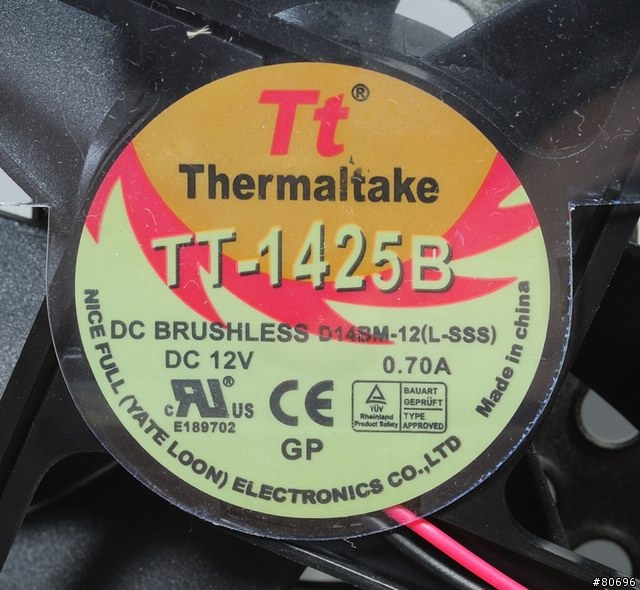 Tt®
Thermaltake
TT-1425B
DC BRUSHLESS D14BM-12(L-SSS)
DC 12V 0.70A
c RU® US
E189702
CE
TÜV
Rheinland
Product Safety
BAUART
GEPRÜFT
TYPE
APPROVED
GP
NICE FULL (YATE LOON) ELECTRONICS CO.,LTD
Made in china
#80696